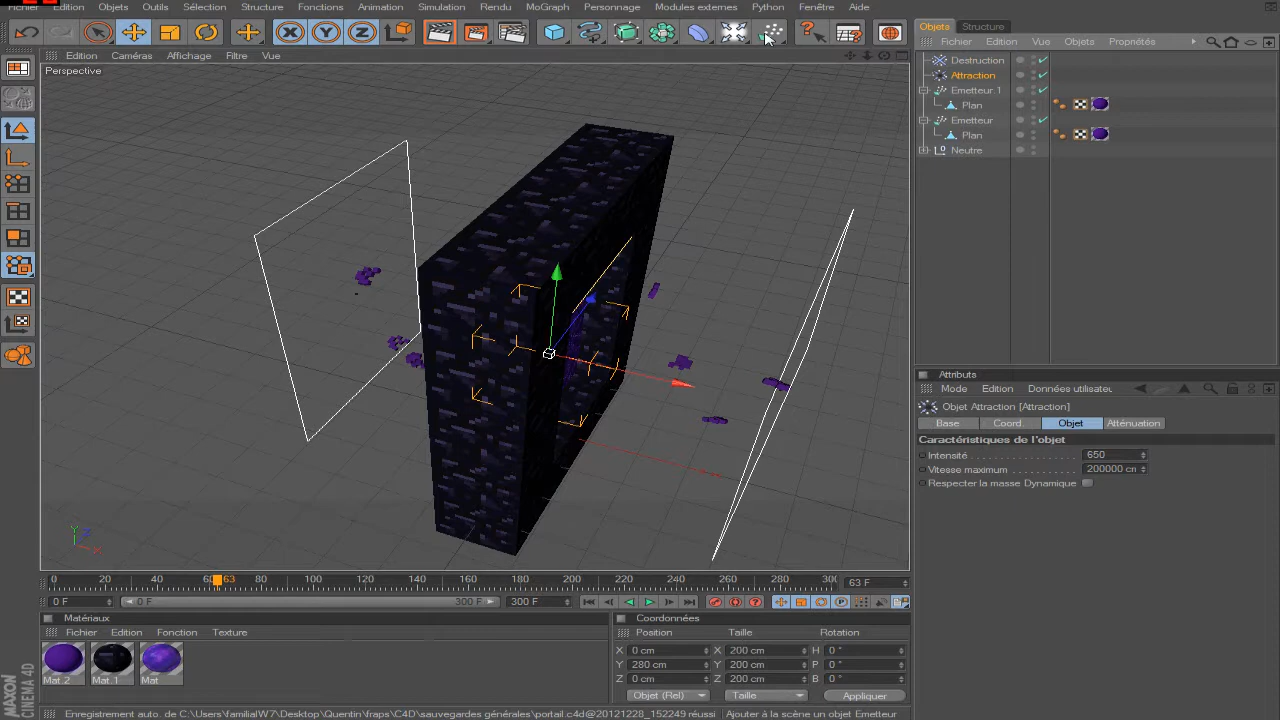 Fichier Edition Objets Outils Sélection Structure Fonctions Animation Simulation Rendu MoGraph Personnage Modules externes Python Fenêtre Aide
X Y Z
Edition Caméras Affichage Filtre Vue
Perspective
Y Z X
0 20 40 60 63 80 100 120 140 160 180 200 220 240 260 280 300 63 F
0 F 0 F 300 F 300 F
Matériaux
Fichier Edition Fonction Texture
Mat.2 Mat.1 Mat
Coordonnées
Position Taille Rotation
X 0 cm X 200 cm H 0 °
Y 280 cm Y 200 cm P 0 °
Z 0 cm Z 200 cm B 0 °
Objet (Rel) Taille Appliquer
Enregistrement auto. de C:\Users\familialW7\Desktop\Quentin\fraps\C4D\sauvegardes générales\portail.c4d@20121228_152249 réussi Ajouter à la scène un objet Emetteur
MAXON CINEMA 4D
Objets Structure
Fichier Edition Vue Objets Propriétés
Destruction
Attraction
Emetteur.1
Plan
Emetteur
Plan
Neutre
Attributs
Mode Edition Données utilisateu
Objet Attraction [Attraction]
Base Coord. Objet Atténuation
Caractéristiques de l'objet
Intensité 650
Vitesse maximum 200000 cm
Respecter la masse Dynamique